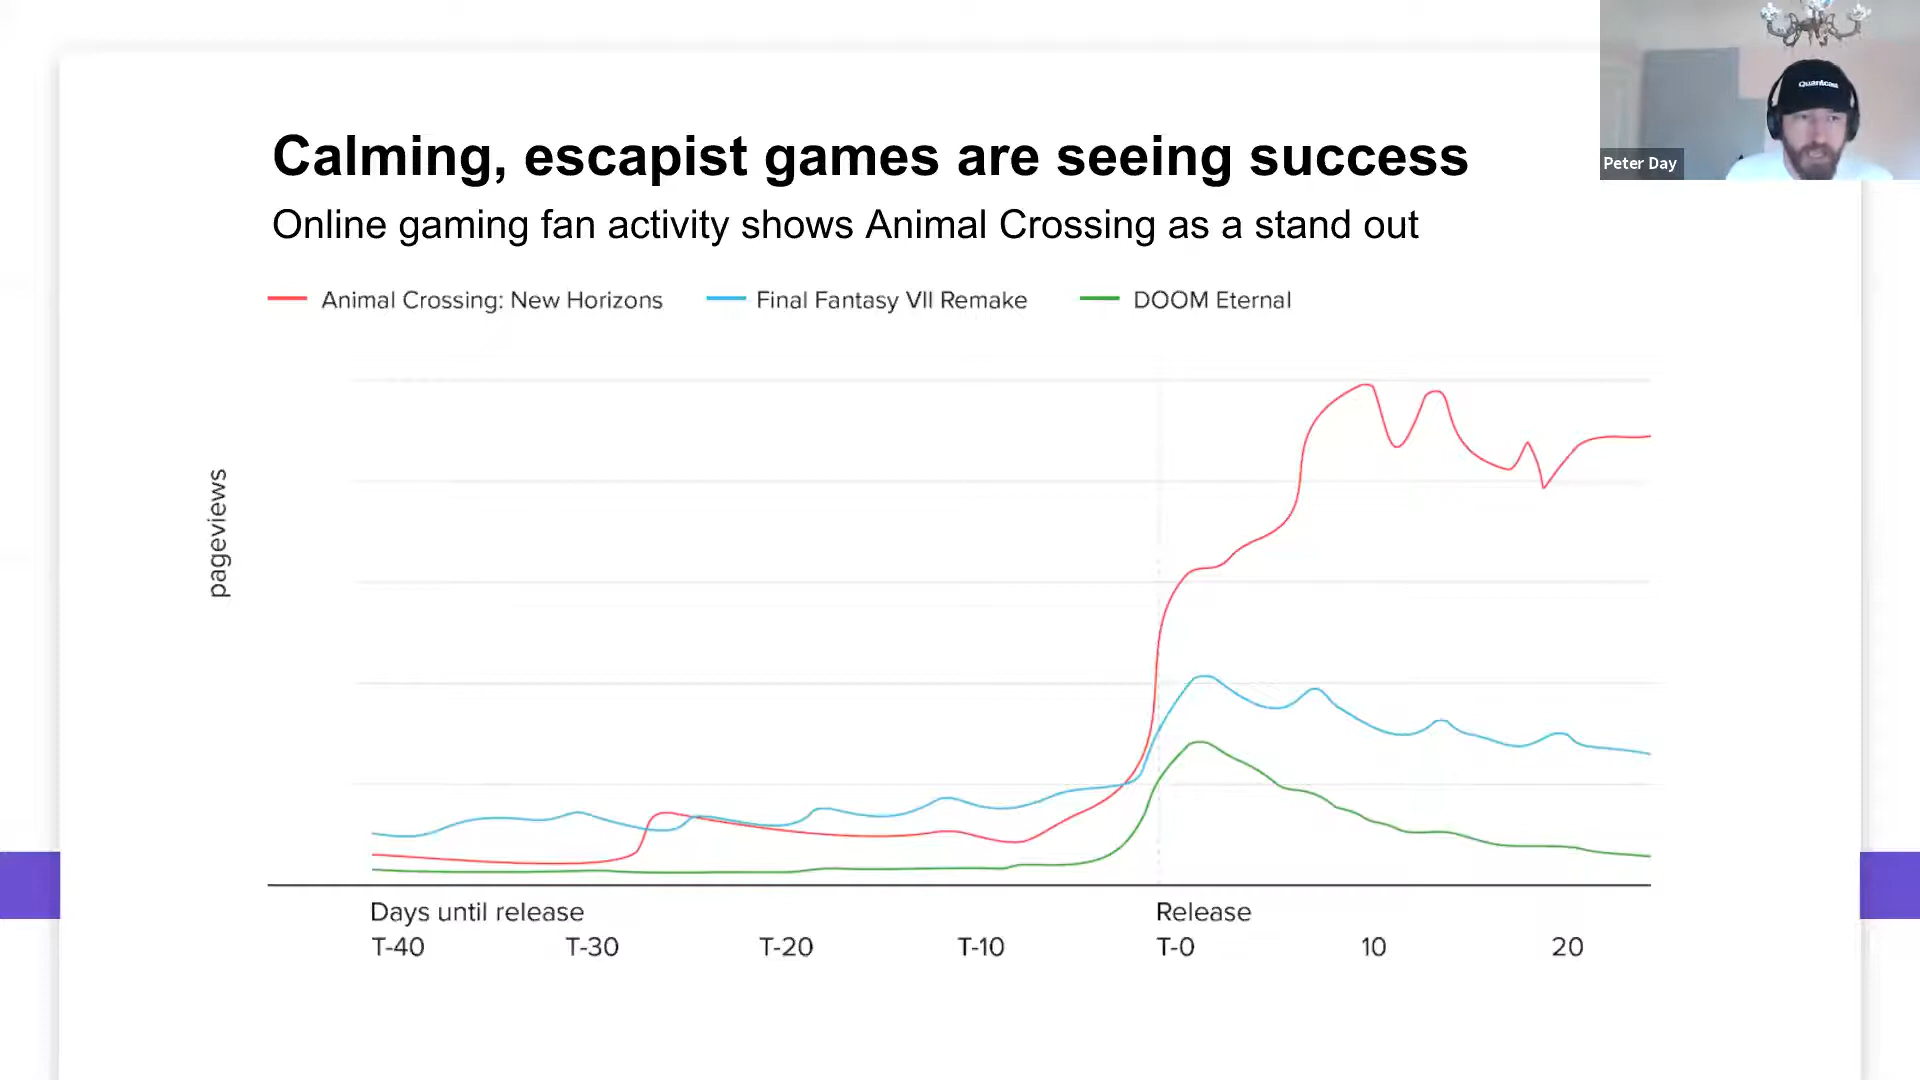 Calming, escapist games are seeing success
Online gaming fan activity shows Animal Crossing as a stand out
Animal Crossing: New Horizons
Final Fantasy VII Remake
DOOM Eternal
pageviews
Days until release
Release
T-40
T-30
T-20
T-10
T-0
10
20
Quantcast
Peter Day